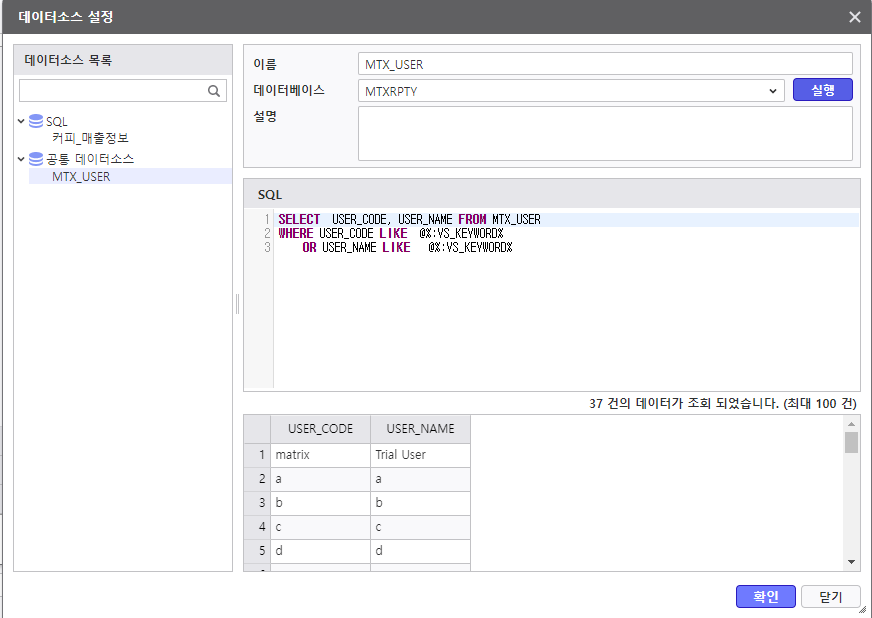 데이터소스 설정
데이터소스 목록
SQL
커피_매출정보
공통 데이터소스
MTX_USER
이름
MTX_USER
데이터베이스
MTXRPTY
실행
설명
SQL
1 SELECT USER_CODE, USER_NAME FROM MTX_USER
2 WHERE USER_CODE LIKE @%:VS_KEYWORD%
3 OR USER_NAME LIKE @%:VS_KEYWORD%
37 건의 데이터가 조회 되었습니다. (최대 100 건)
USER_CODE USER_NAME
1 matrix Trial User
2 a a
3 b b
4 c c
5 d d
확인 닫기